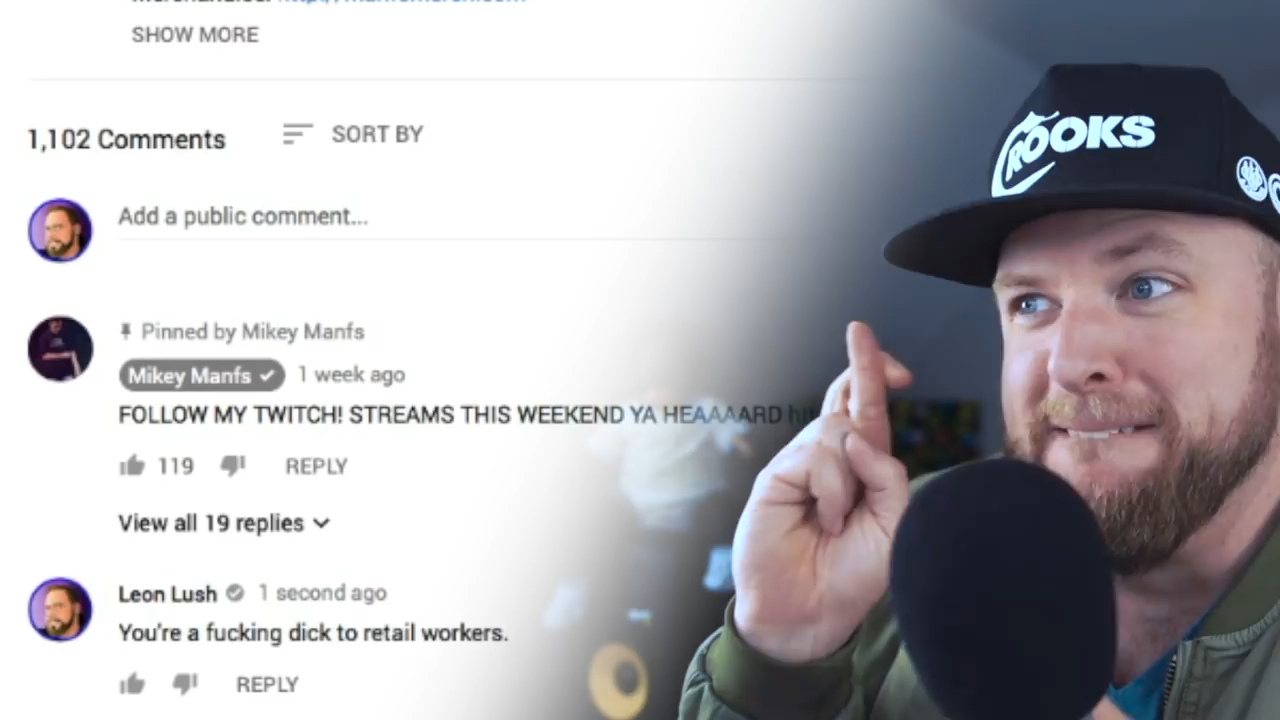 SHOW MORE
1,102 Comments
SORT BY
Add a public comment...
Pinned by Mikey Manfs
Mikey Manfs 1 week ago
FOLLOW MY TWITCH! STREAMS THIS WEEKEND YA HEAAAARD
119 REPLY
View all 19 replies
Leon Lush 1 second ago
You're a fucking dick to retail workers.
REPLY
CROOKS